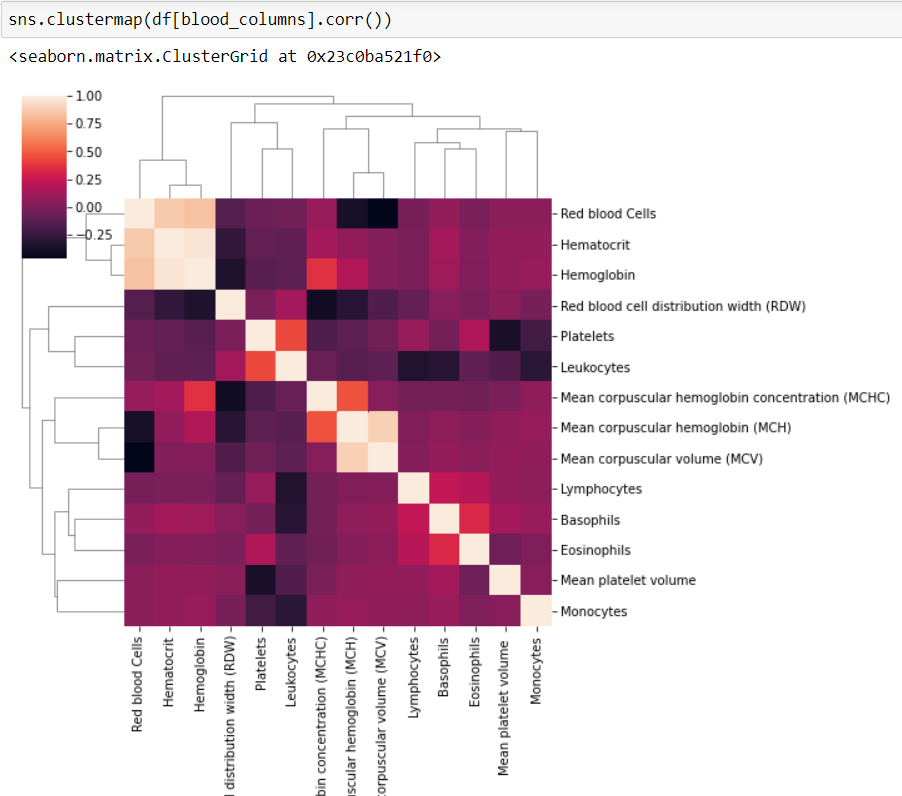 sns.clustermap(df[blood_columns].corr())
<seaborn.matrix.ClusterGrid at 0x23c0ba521f0>
1.00
0.75
0.50
0.25
0.00
−0.25
Red blood Cells
Hematocrit
Hemoglobin
Red blood cell distribution width (RDW)
Platelets
Leukocytes
Mean corpuscular hemoglobin concentration (MCHC)
Mean corpuscular hemoglobin (MCH)
Mean corpuscular volume (MCV)
Lymphocytes
Basophils
Eosinophils
Mean platelet volume
Monocytes
Red blood Cells
Hematocrit
Hemoglobin
distribution width (RDW)
Platelets
Leukocytes
bin concentration (MCHC)
scular hemoglobin (MCH)
orpuscular volume (MCV)
Lymphocytes
Basophils
Eosinophils
Mean platelet volume
Monocytes